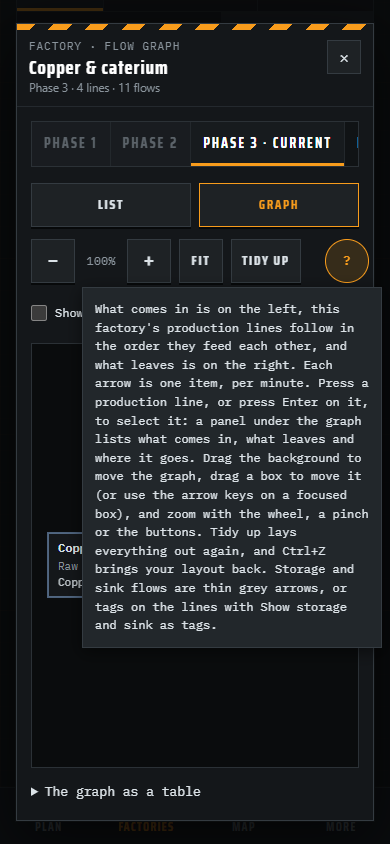 FACTORY · FLOW GRAPH
Copper & caterium
Phase 3 · 4 lines · 11 flows
×
PHASE 1 PHASE 2 PHASE 3 · CURRENT
LIST GRAPH
− 100% + FIT TIDY UP ?
Show
What comes in is on the left, this
factory's production lines follow in
the order they feed each other, and
what leaves is on the right. Each
arrow is one item, per minute. Press a
production line, or press Enter on it,
to select it: a panel under the graph
lists what comes in, what leaves and
where it goes. Drag the background to
move the graph, drag a box to move it
(or use the arrow keys on a focused
box), and zoom with the wheel, a pinch
or the buttons. Tidy up lays
everything out again, and Ctrl+Z
brings your layout back. Storage and
sink flows are thin grey arrows, or
tags on the lines with Show storage
and sink as tags.
Raw
▶ The graph as a table
PLAN FACTORIES MAP MORE